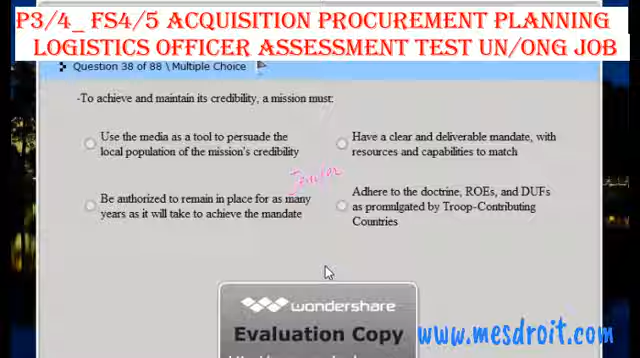 P3/4_ FS4/5 ACQUISITION PROCUREMENT PLANNING
LOGISTICS OFFICER ASSESSMENT TEST UN/ONG JOB
Question 38 of 88 \ Multiple Choice
-To achieve and maintain its credibility, a mission must:
Use the media as a tool to persuade the
local population of the mission's credibility
Have a clear and deliverable mandate, with
resources and capabilities to match
Be authorized to remain in place for as many
years as it will take to achieve the mandate
Adhere to the doctrine, ROEs, and DUFs
as promulgated by Troop-Contributing
Countries
wondershare
Evaluation Copy
www.mesdroit.com